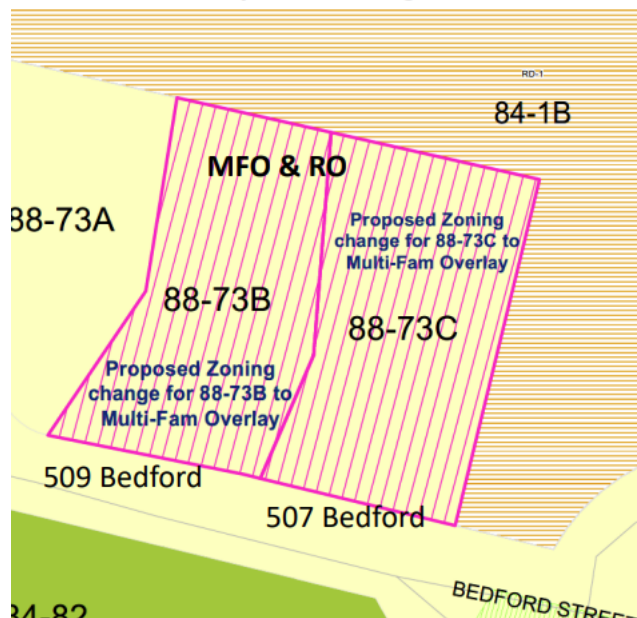 RD-1
84-1B
MFO & RO
88-73A
Proposed Zoning
change for 88-73C to
Multi-Fam Overlay
88-73B
88-73C
Proposed Zoning
change for 88-73B to
Multi-Fam Overlay
509 Bedford
507 Bedford
BEDFORD STREET
84-82